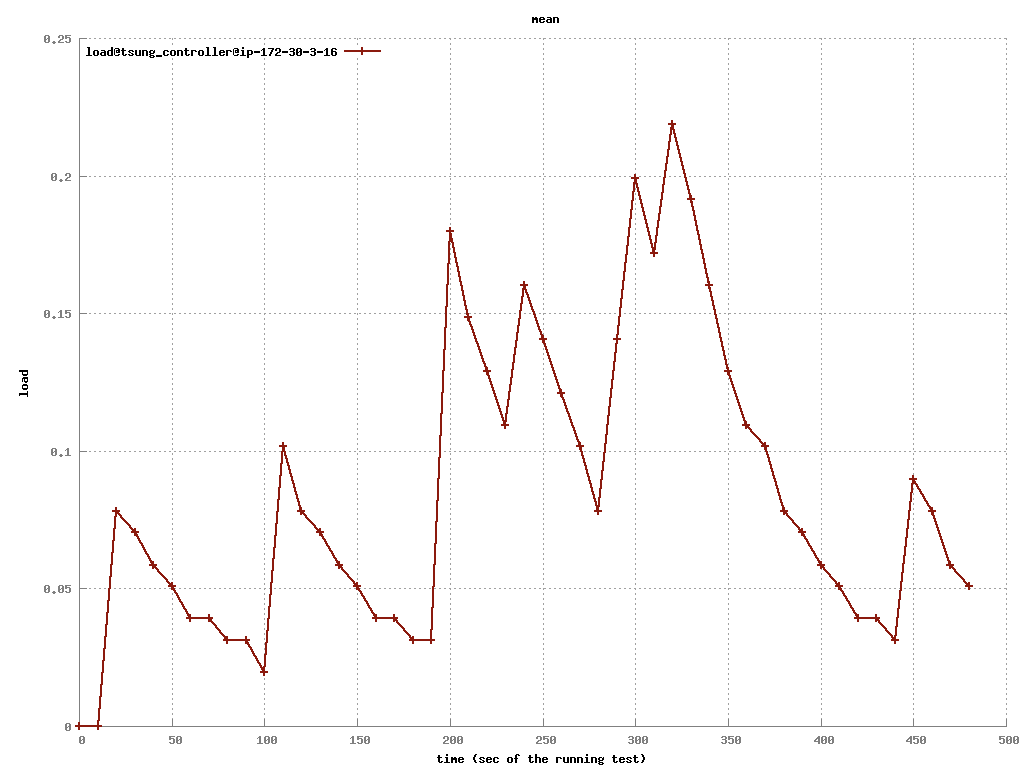 mean
0.25
load@tsung_controller@ip-172-30-3-16
0.2
0.15
load
0.1
0.05
0
0 50 100 150 200 250 300 350 400 450 500
time (sec of the running test)